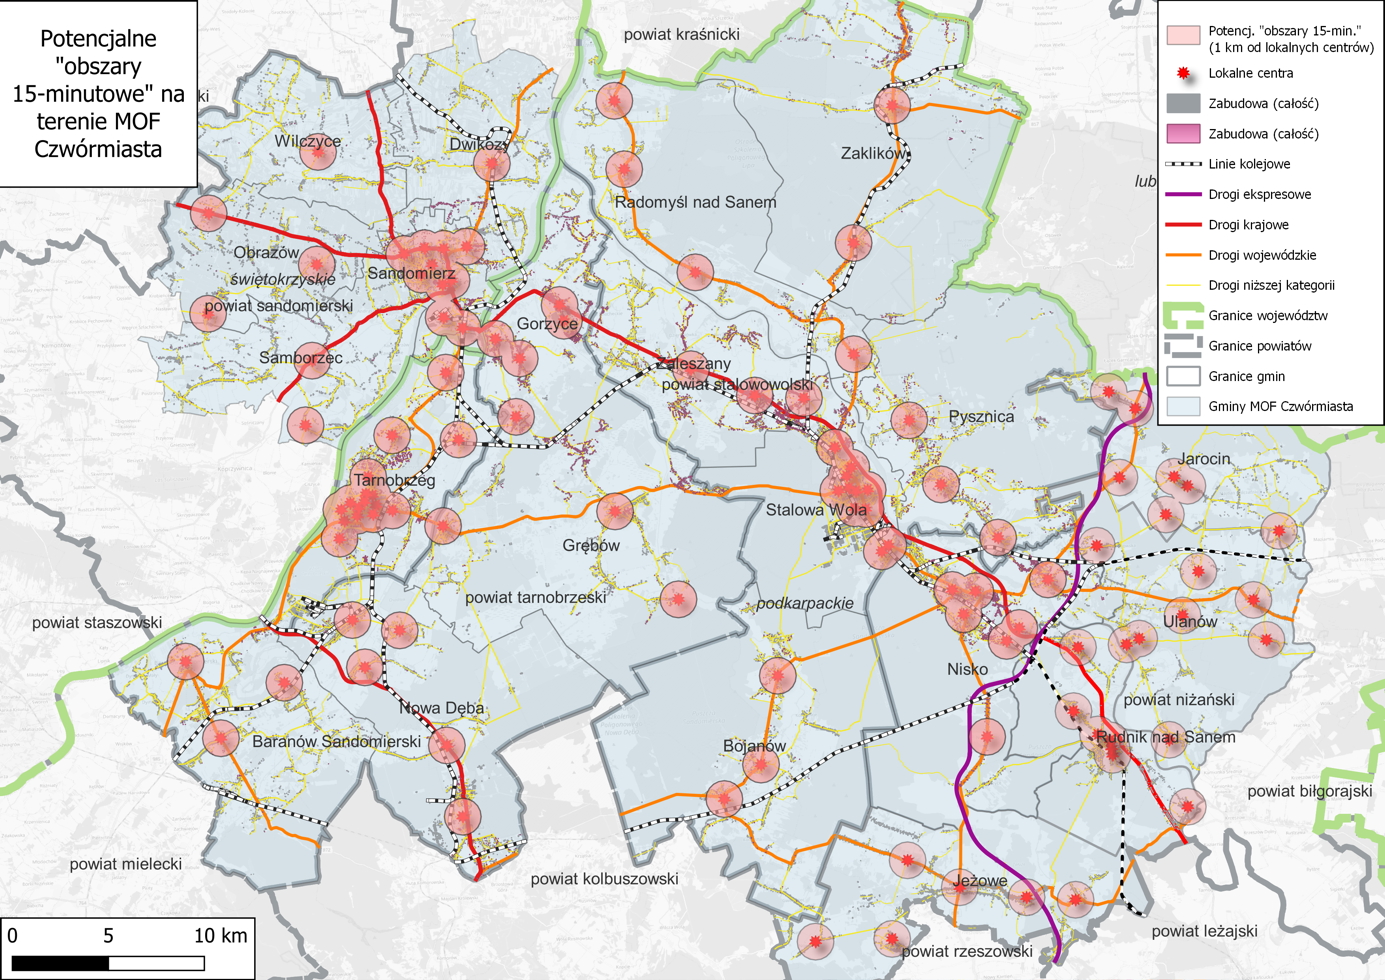 Potencjalne
"obszary
15-minutowe" na
terenie MOF
Czwórmiasta
ki
powiat kraśnicki
Wilczyce
Dwikozy
Zaklików
lub
Radomyśl nad Sanem
Obrazów
świętokrzyskie
Sandomierz
powiat sandomierski
Gorzyce
Samborzec
Zaleszany
powiat stalowowolski
Pysznica
Jarocin
Tarnobrzeg
Stalowa Wola
Grębów
powiat tarnobrzeski
podkarpackie
powiat staszowski
Ulanów
Nisko
powiat niżański
Nowa Dęba
Baranów Sandomierski
Bojanów
Rudnik nad Sanem
powiat biłgorajski
powiat mielecki
powiat kolbuszowski
Jeżowe
powiat rzeszowski
powiat leżajski
Potencj. "obszary 15-min."
(1 km od lokalnych centrów)
Lokalne centra
Zabudowa (całość)
Zabudowa (całość)
Linie kolejowe
Drogi ekspresowe
Drogi krajowe
Drogi wojewódzkie
Drogi niższej kategorii
Granice województw
Granice powiatów
Granice gmin
Gminy MOF Czwórmiasta
0 5 10 km